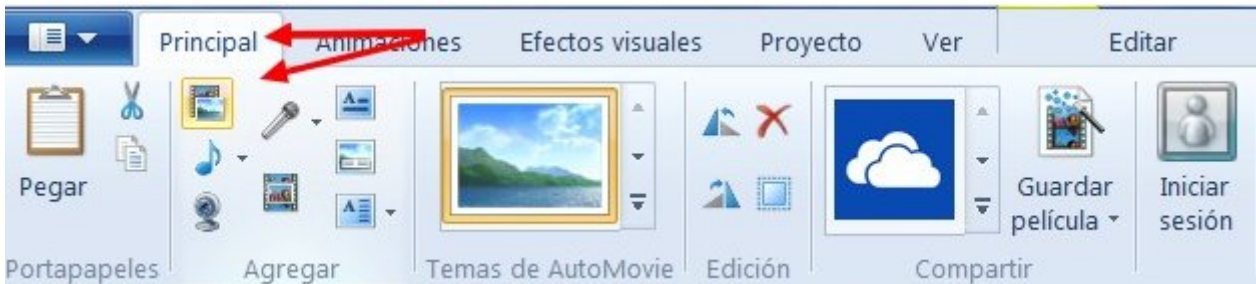 Principal Animaciones Efectos visuales Proyecto Ver Editar
Pegar
Guardar película
Iniciar sesión
Portapapeles Agregar Temas de AutoMovie Edición Compartir